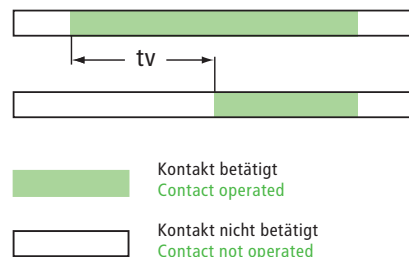 tv
Kontakt betätigt
Contact operated
Kontakt nicht betätigt
Contact not operated